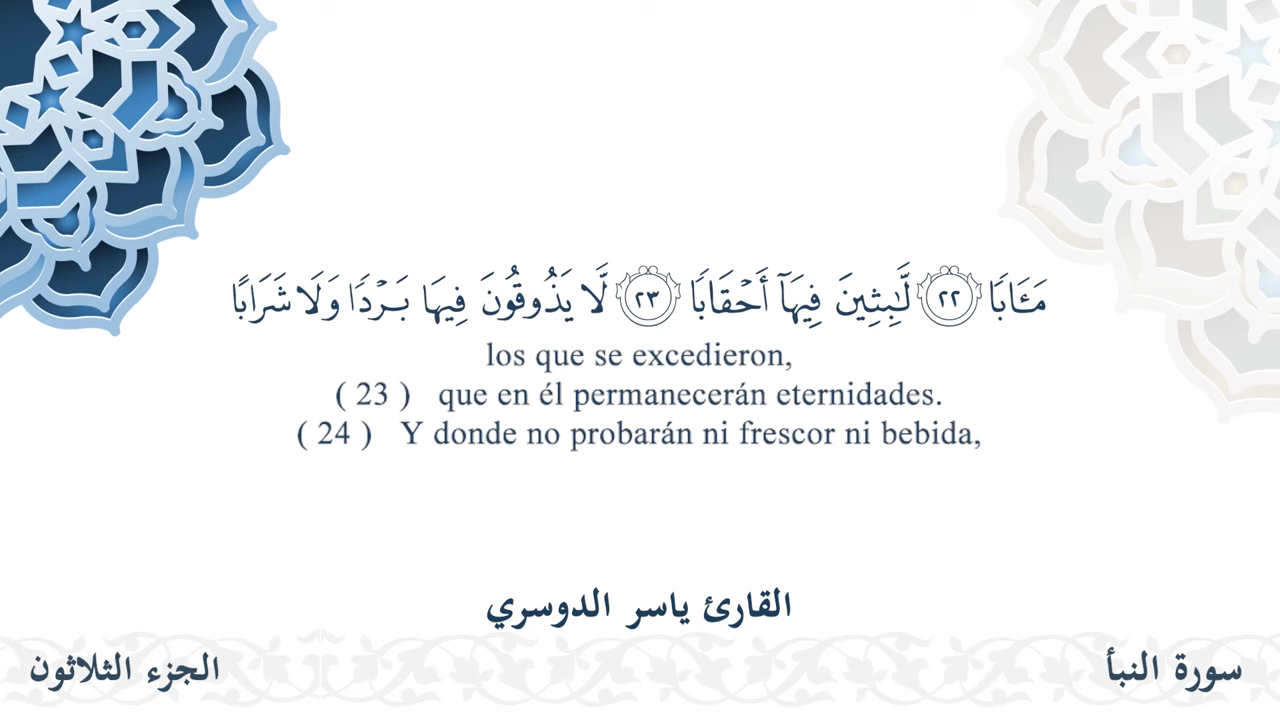 مَـَٔابٗا ٢٢ لَّٰبِثِينَ فِيهَآ أَحۡقَابٗا ٢٣ لَّا يَذُوقُونَ فِيهَا بَرۡدٗا وَلَا شَرَابًا
los que se excedieron,
( 23 ) que en él permanecerán eternidades.
( 24 ) Y donde no probarán ni frescor ni bebida,
القارئ ياسر الدوسري
سورة النبأ
الجزء الثلاثون